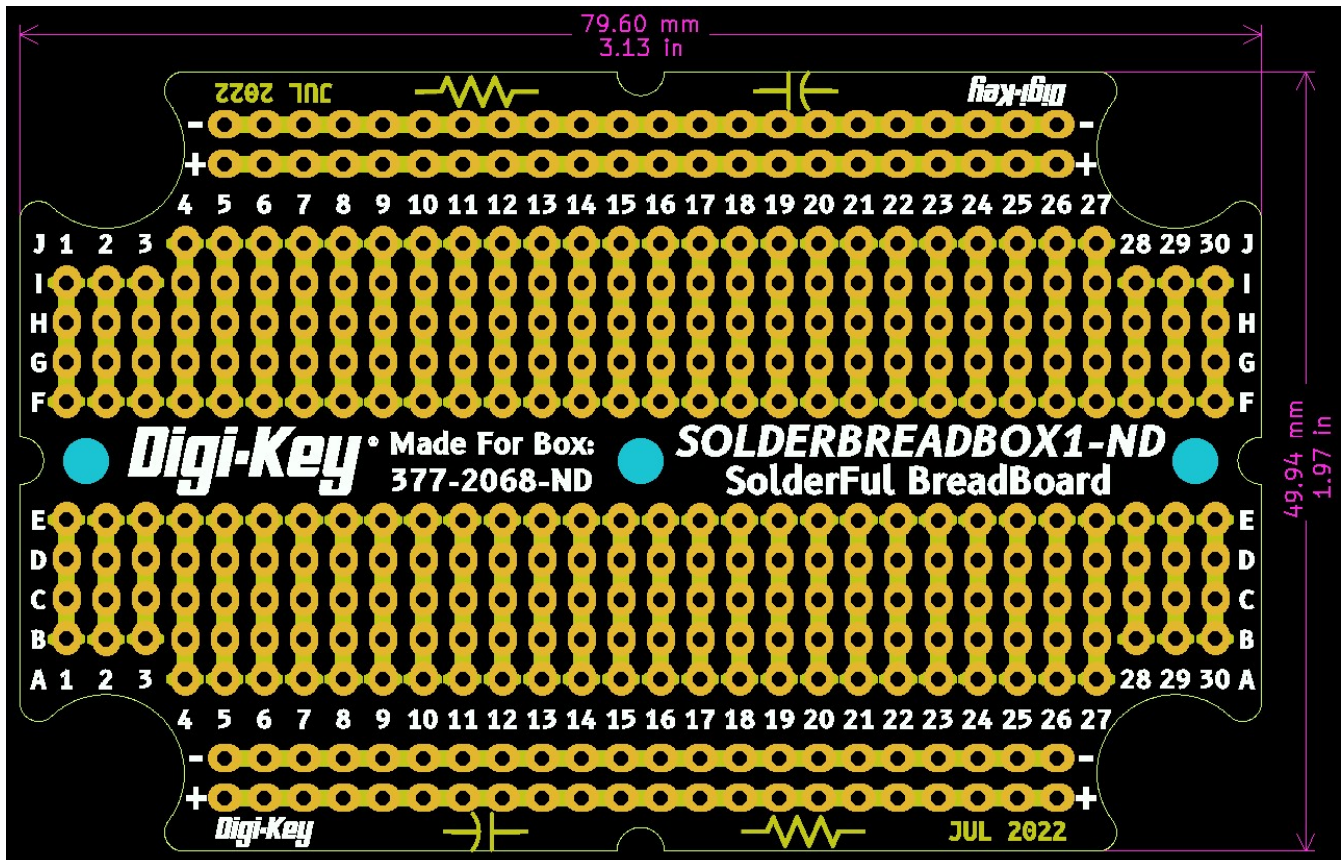 79.60 mm
3.13 in
JUL 2022
Digi-Key
- -
+ +
4 5 6 7 8 9 10 11 12 13 14 15 16 17 18 19 20 21 22 23 24 25 26 27
J 1 2 3 28 29 30 J
I I
H H
G G
F F
Digi-Key® Made For Box: SOLDERBREADBOX1-ND
377-2068-ND SolderFul BreadBoard
49.94 mm
1.97 in
E E
D D
C C
B B
A 1 2 3 28 29 30 A
4 5 6 7 8 9 10 11 12 13 14 15 16 17 18 19 20 21 22 23 24 25 26 27
- -
+ +
Digi-Key JUL 2022